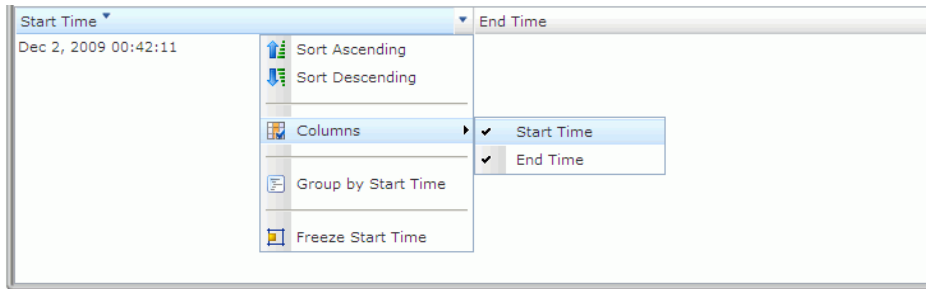 Start Time End Time
Dec 2, 2009 00:42:11
Sort Ascending
Sort Descending
Columns
Start Time
End Time
Group by Start Time
Freeze Start Time